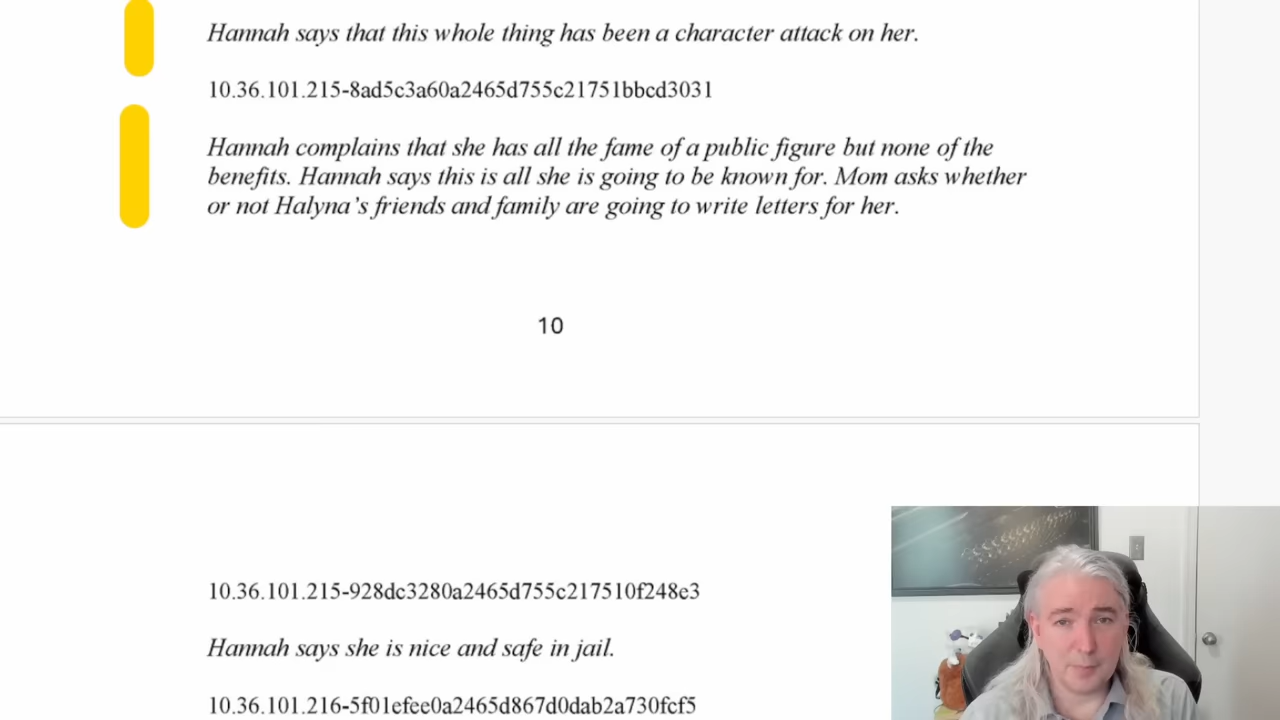 Hannah says that this whole thing has been a character attack on her.
10.36.101.215-8ad5c3a60a2465d755c21751bbcd3031
Hannah complains that she has all the fame of a public figure but none of the
benefits. Hannah says this is all she is going to be known for. Mom asks whether
or not Halyna's friends and family are going to write letters for her.
10
10.36.101.215-928dc3280a2465d755c217510f248e3
Hannah says she is nice and safe in jail.
10.36.101.216-5f01efee0a2465d867d0dab2a730fcf5